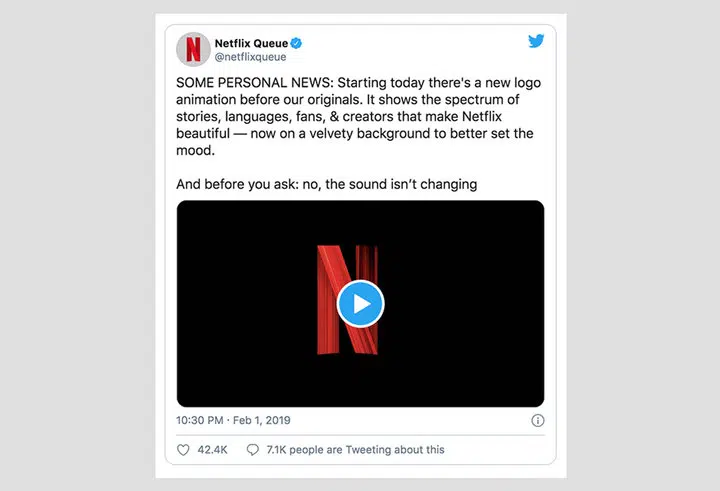 Netflix Queue
@netflixqueue
SOME PERSONAL NEWS: Starting today there's a new logo
animation before our originals. It shows the spectrum of
stories, languages, fans, & creators that make Netflix
beautiful — now on a velvety background to better set the
mood.
And before you ask: no, the sound isn’t changing
N
10:30 PM · Feb 1, 2019
42.4K
7.1K people are Tweeting about this